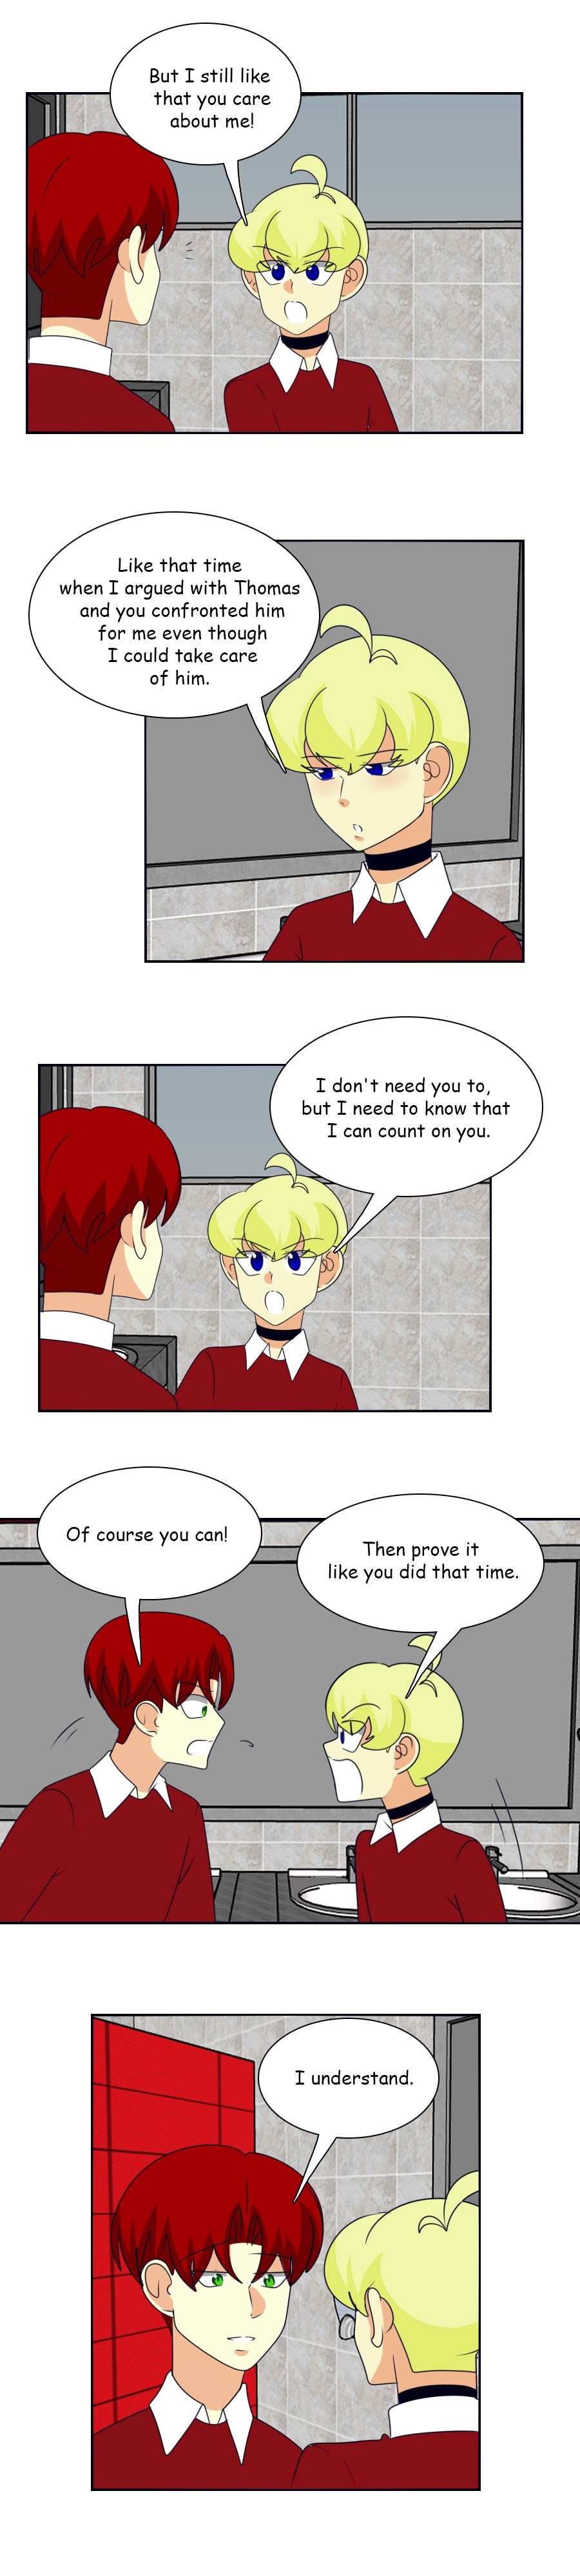 But I still like
that you care
about me!
Like that time
when I argued with Thomas
and you confronted him
for me even though
I could take care
of him.
I don't need you to,
but I need to know that
I can count on you.
Of course you can!
Then prove it
like you did that time.
I understand.